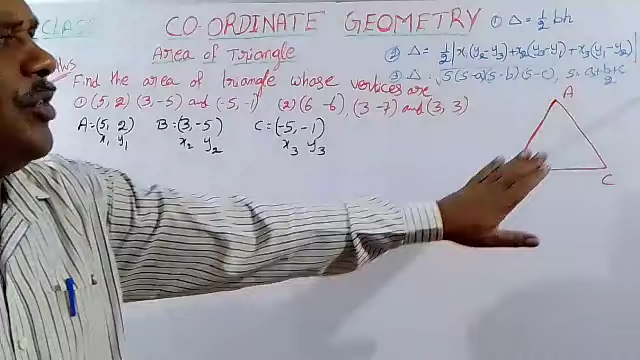 CLASS
CO-ORDINATE GEOMETRY
① Δ = 1/2 bh
Area of Triangle
② Δ = 1/2 |x₁(y₂-y₃)+x₂(y₃-y₁)+x₃(y₁-y₂)|
③ Δ = √S(S-a)(S-b)(S-c), S = a+b+c/2
Find the area of triangle whose vertices are
① (5, 2) (3, -5) and (-5, -1) (2) (6 -6), (3 -7) and (3, 3)
A = (5, 2) B = (3, -5) C = (-5, -1)
x₁ y₁ x₂ y₂ x₃ y₃
A
C